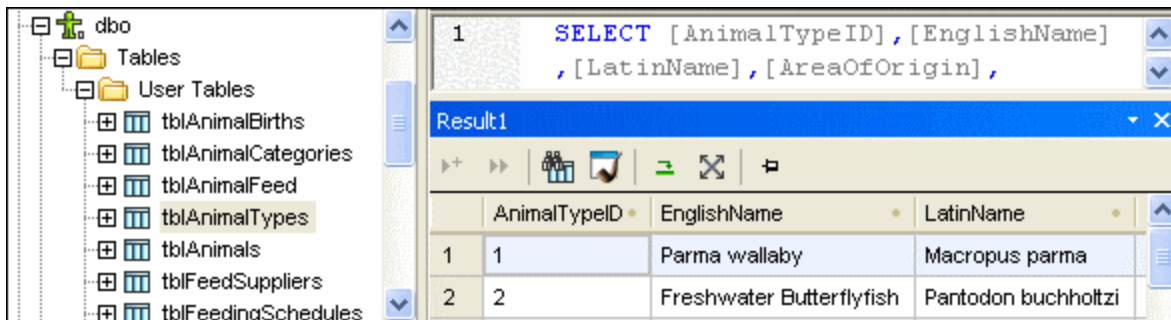 dbo
Tables
User Tables
tblAnimalBirths
tblAnimalCategories
tblAnimalFeed
tblAnimalTypes
tblAnimals
tblFeedSuppliers
tblFeedingSchedules
1 SELECT [AnimalTypeID],[EnglishName]
,[LatinName],[AreaOfOrigin],
Result1
AnimalTypeID EnglishName LatinName
1 1 Parma wallaby Macropus parma
2 2 Freshwater Butterflyfish Pantodon buchholtzi